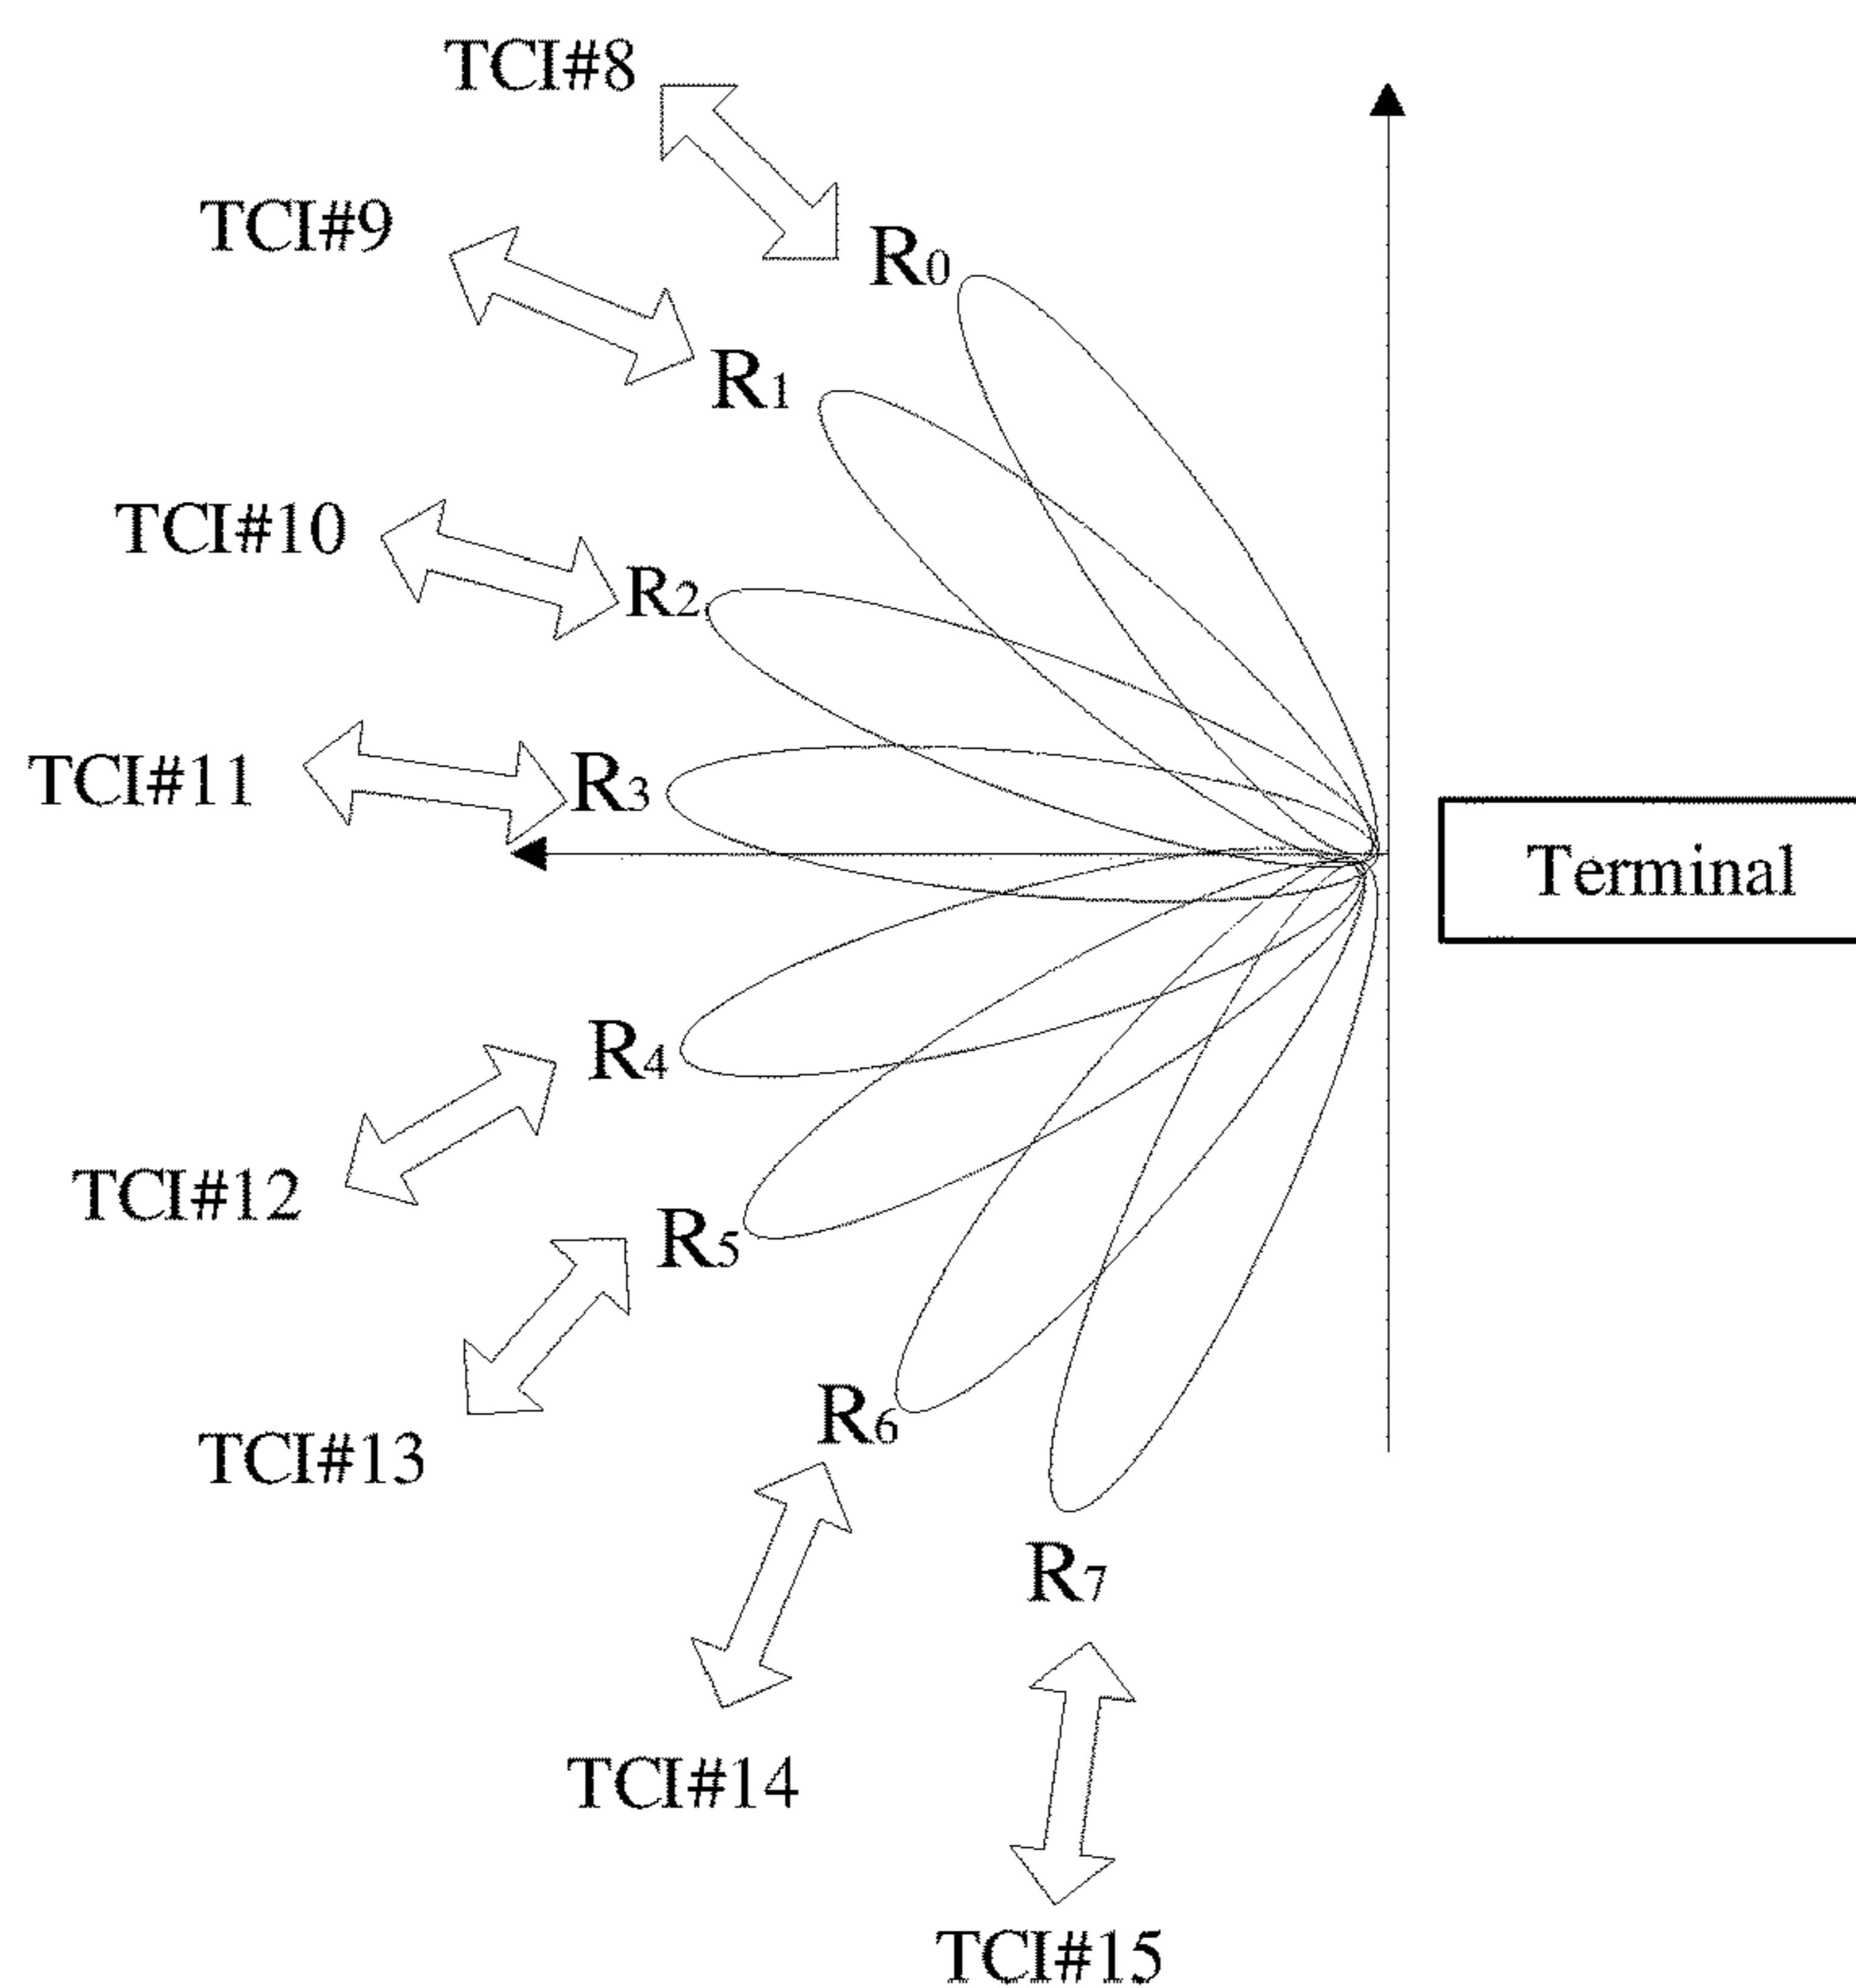 TCI#8
TCI#9
R0
R1
TCI#10
R2
TCI#11
R3
Terminal
R4
TCI#12
R5
R6
TCI#13
R7
TCI#14
TCI#15